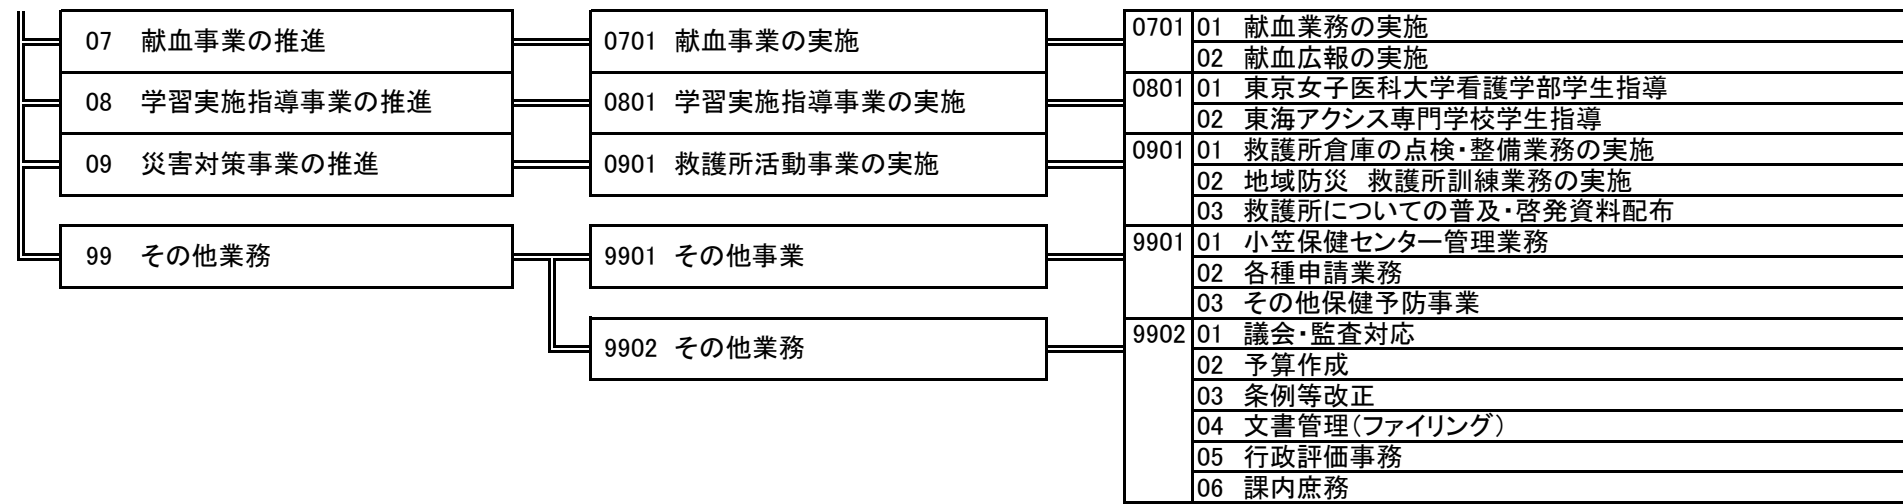 07 献血事業の推進
0701 献血事業の実施
0701 01 献血業務の実施
02 献血広報の実施
08 学習実施指導事業の推進
0801 学習実施指導事業の実施
0801 01 東京女子医科大学看護学部学生指導
02 東海アクシス専門学校学生指導
09 災害対策事業の推進
0901 救護所活動事業の実施
0901 01 救護所倉庫の点検・整備業務の実施
02 地域防災 救護所訓練業務の実施
03 救護所についての普及・啓発資料配布
99 その他業務
9901 その他事業
9901 01 小笠保健センター管理業務
02 各種申請業務
03 その他保健予防事業
9902 その他業務
9902 01 議会・監査対応
02 予算作成
03 条例等改正
04 文書管理(ファイリング)
05 行政評価事務
06 課内庶務